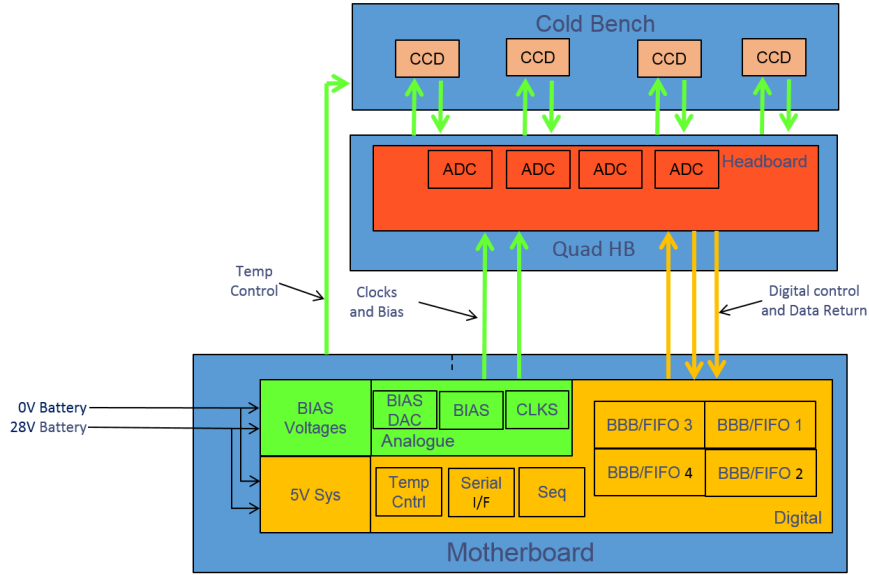 Cold Bench
CCD
CCD
CCD
CCD
Headboard
ADC
ADC
ADC
ADC
Quad HB
Temp
Control
Clocks
and Bias
Digital control
and Data Return
0V Battery
28V Battery
BIAS
Voltages
BIAS
DAC
BIAS
CLKS
Analogue
BBB/FIFO 3
BBB/FIFO 1
BBB/FIFO 4
BBB/FIFO 2
5V Sys
Temp
Cntrl
Serial
I/F
Seq
Digital
Motherboard